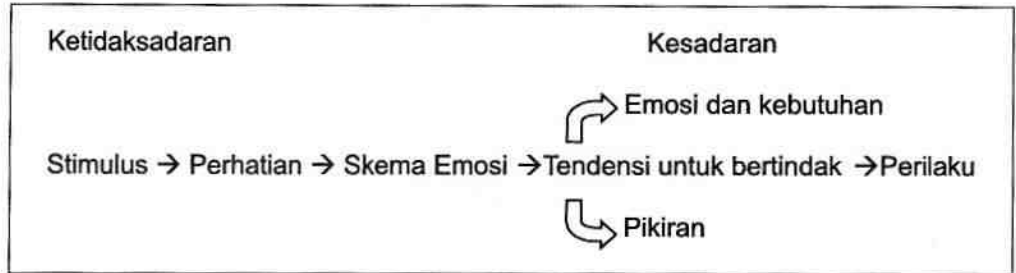 Ketidaksadaran Kesadaran
Emosi dan kebutuhan
Stimulus → Perhatian → Skema Emosi →Tendensi untuk bertindak →Perilaku
Pikiran